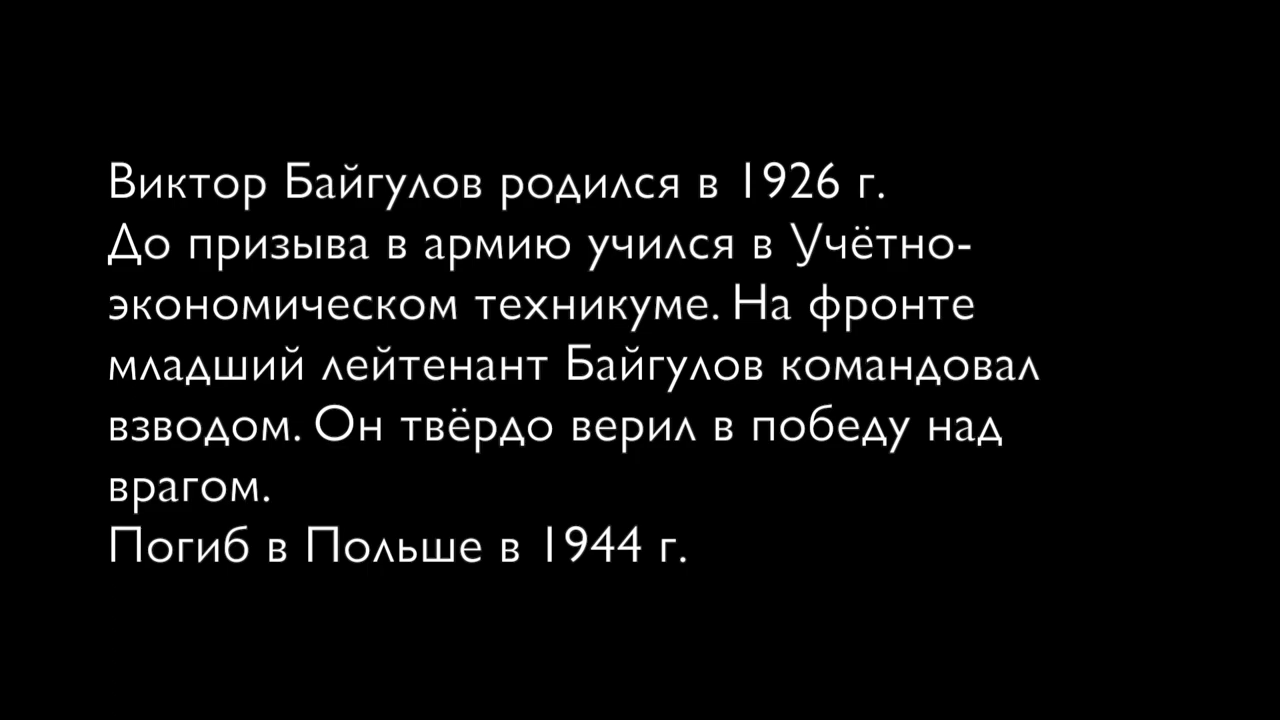 Виктор Байгулов родился в 1926 г.
До призыва в армию учился в Учётно-
экономическом техникуме. На фронте
младший лейтенант Байгулов командовал
взводом. Он твёрдо верил в победу над
врагом.
Погиб в Польше в 1944 г.